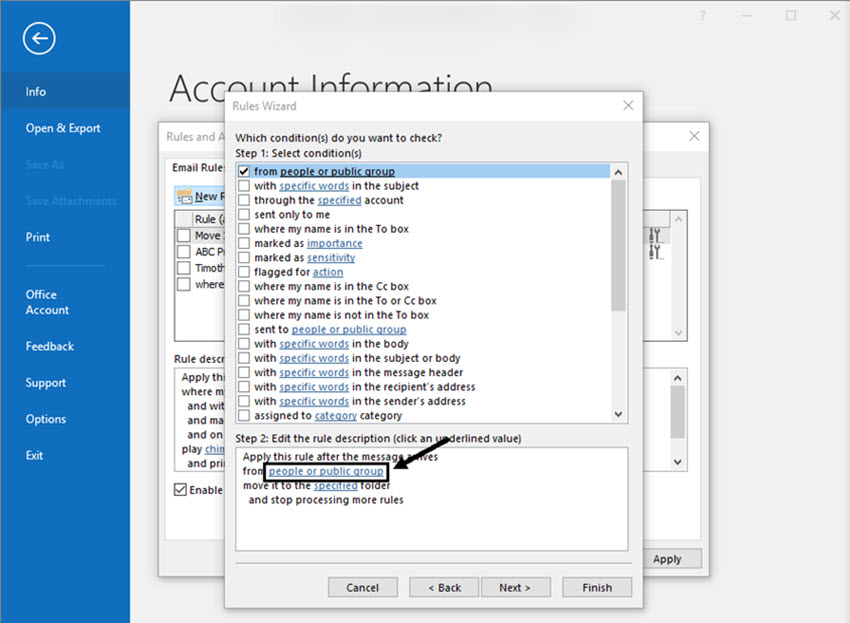 Account Information
Info
Open & Export
Save As
Save Attachments
Print
Office
Account
Feedback
Support
Options
Exit
Rules and A
Email Rule
New R
Rule (a
Move
ABC P
Timoth
where
Rule descr
Apply thi
where my
and wit
and ma
and on
play chim
and prin
Enable
Apply
Rules Wizard
Which condition(s) do you want to check?
Step 1: Select condition(s)
from people or public group
with specific words in the subject
through the specified account
sent only to me
where my name is in the To box
marked as importance
marked as sensitivity
flagged for action
where my name is in the Cc box
where my name is in the To or Cc box
where my name is not in the To box
sent to people or public group
with specific words in the body
with specific words in the subject or body
with specific words in the message header
with specific words in the recipient's address
with specific words in the sender's address
assigned to category category
Step 2: Edit the rule description (click an underlined value)
Apply this rule after the message arrives
from people or public group
move it to the specified folder
and stop processing more rules
Cancel
< Back
Next >
Finish